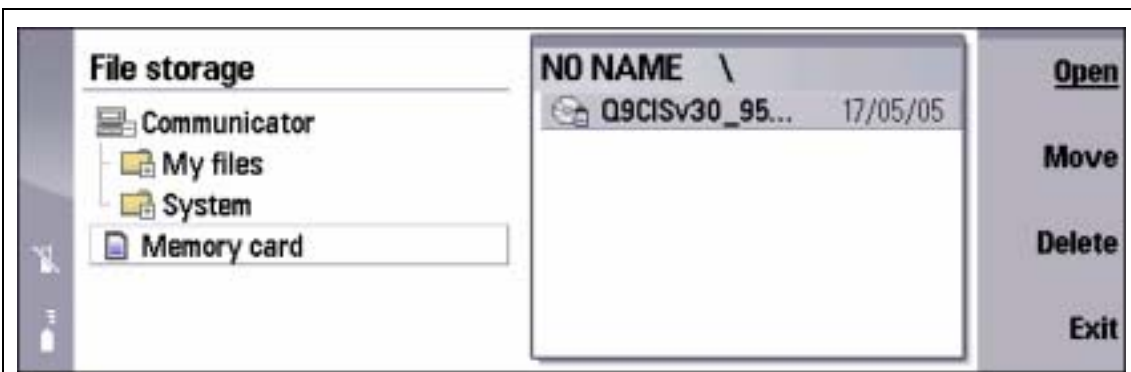 File storage
Communicator
My files
System
Memory card
NO NAME \
Q9CISv30_95... 17/05/05
Open
Move
Delete
Exit